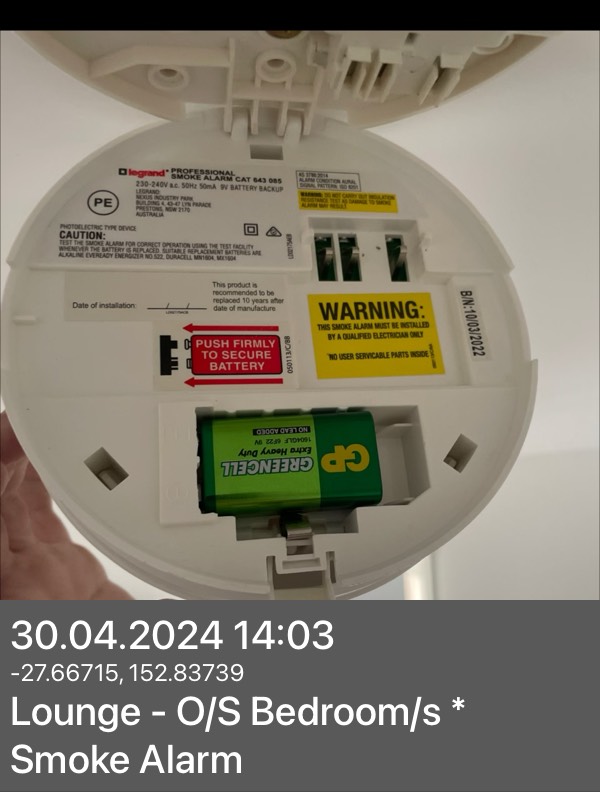 legrand® PROFESSIONAL
SMOKE ALARM CAT 643 085
230-240V a.c. 50Hz 50mA 9V BATTERY BACKUP
LEGRAND:
NEXUS INDUSTRY PARK
BUILDING 4, 43-47 LYN PARADE
PRESTONS, NSW 2170
AUSTRALIA
PE
PHOTOELECTRIC TYPE DEVICE
CAUTION:
TEST THE SMOKE ALARM FOR CORRECT OPERATION USING THE TEST FACILITY
WHENEVER THE BATTERY IS REPLACED. SUITABLE REPLACEMENT BATTERIES ARE
ALKALINE EVEREADY ENERGIZER NO.522, DURACELL MN1604, MX1604
AS 3786:2014
ALARM CONDITION AURAL
SIGNAL PATTERN: ISO 8201
WARNING: DO NOT CARRY OUT INSULATION
RESISTANCE TEST AS DAMAGE TO SMOKE
ALARM MAY RESULT
Date of installation:
This product is
recommended to be
replaced 10 years after
date of manufacture
PUSH FIRMLY
TO SECURE
BATTERY
050113/C/9B
WARNING:
THIS SMOKE ALARM MUST BE INSTALLED
BY A QUALIFIED ELECTRICIAN ONLY
*NO USER SERVICABLE PARTS INSIDE
B/N:10/03/2022
GP
GREENCELL
Extra Heavy Duty
1604GLF 6F22 9V
NO LEAD ADDED
30.04.2024 14:03
-27.66715, 152.83739
Lounge - O/S Bedroom/s *
Smoke Alarm